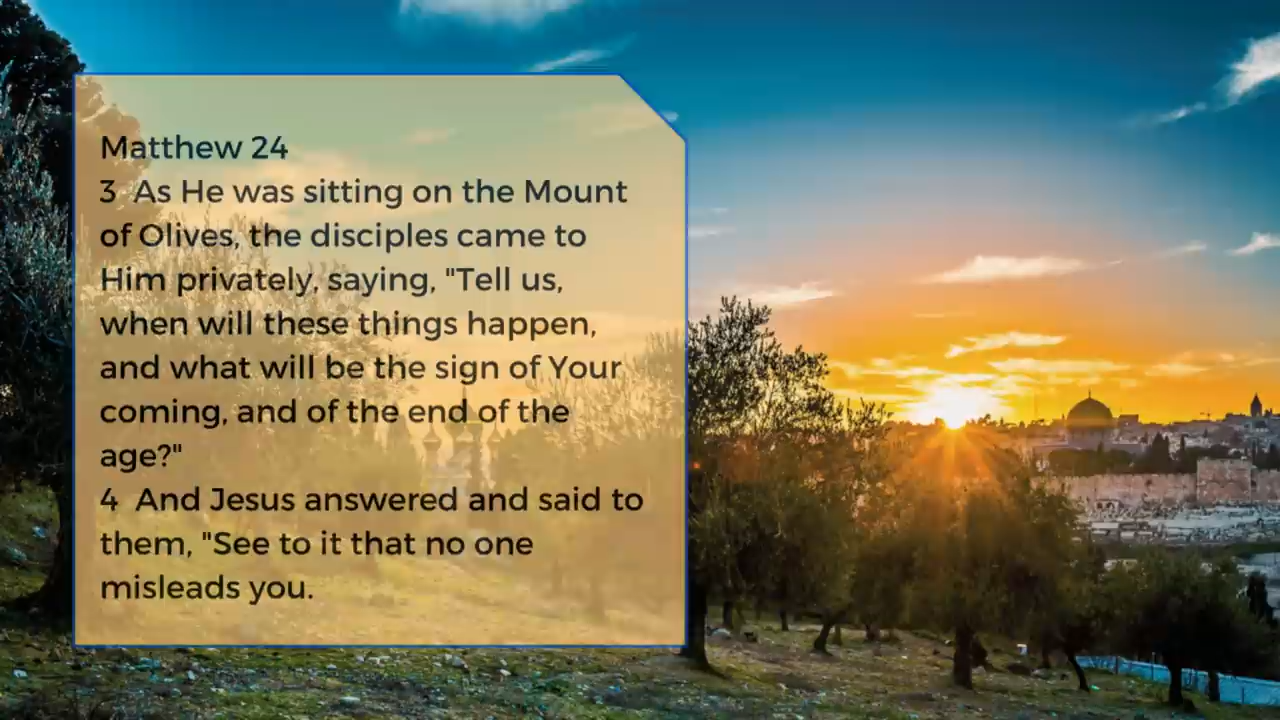 Matthew 24
3 As He was sitting on the Mount
of Olives, the disciples came to
Him privately, saying, "Tell us,
when will these things happen,
and what will be the sign of Your
coming, and of the end of the
age?"
4 And Jesus answered and said to
them, "See to it that no one
misleads you.